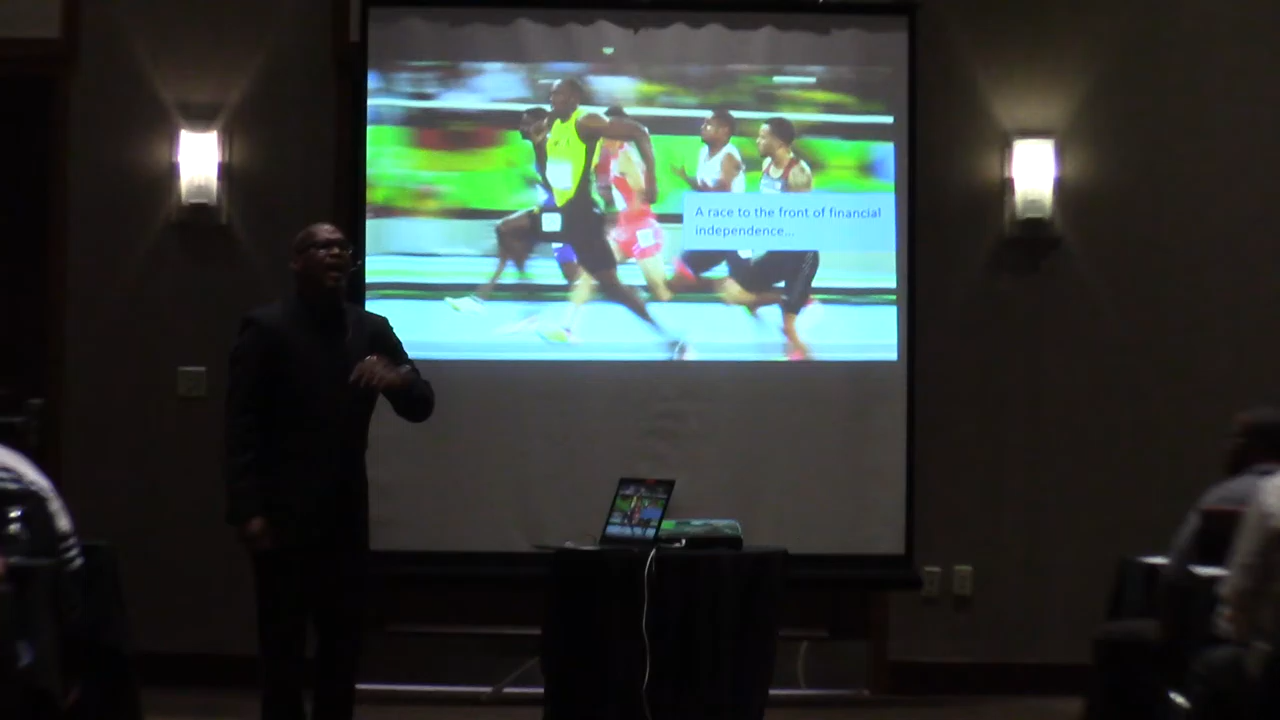 A race to the front of financial
independence...